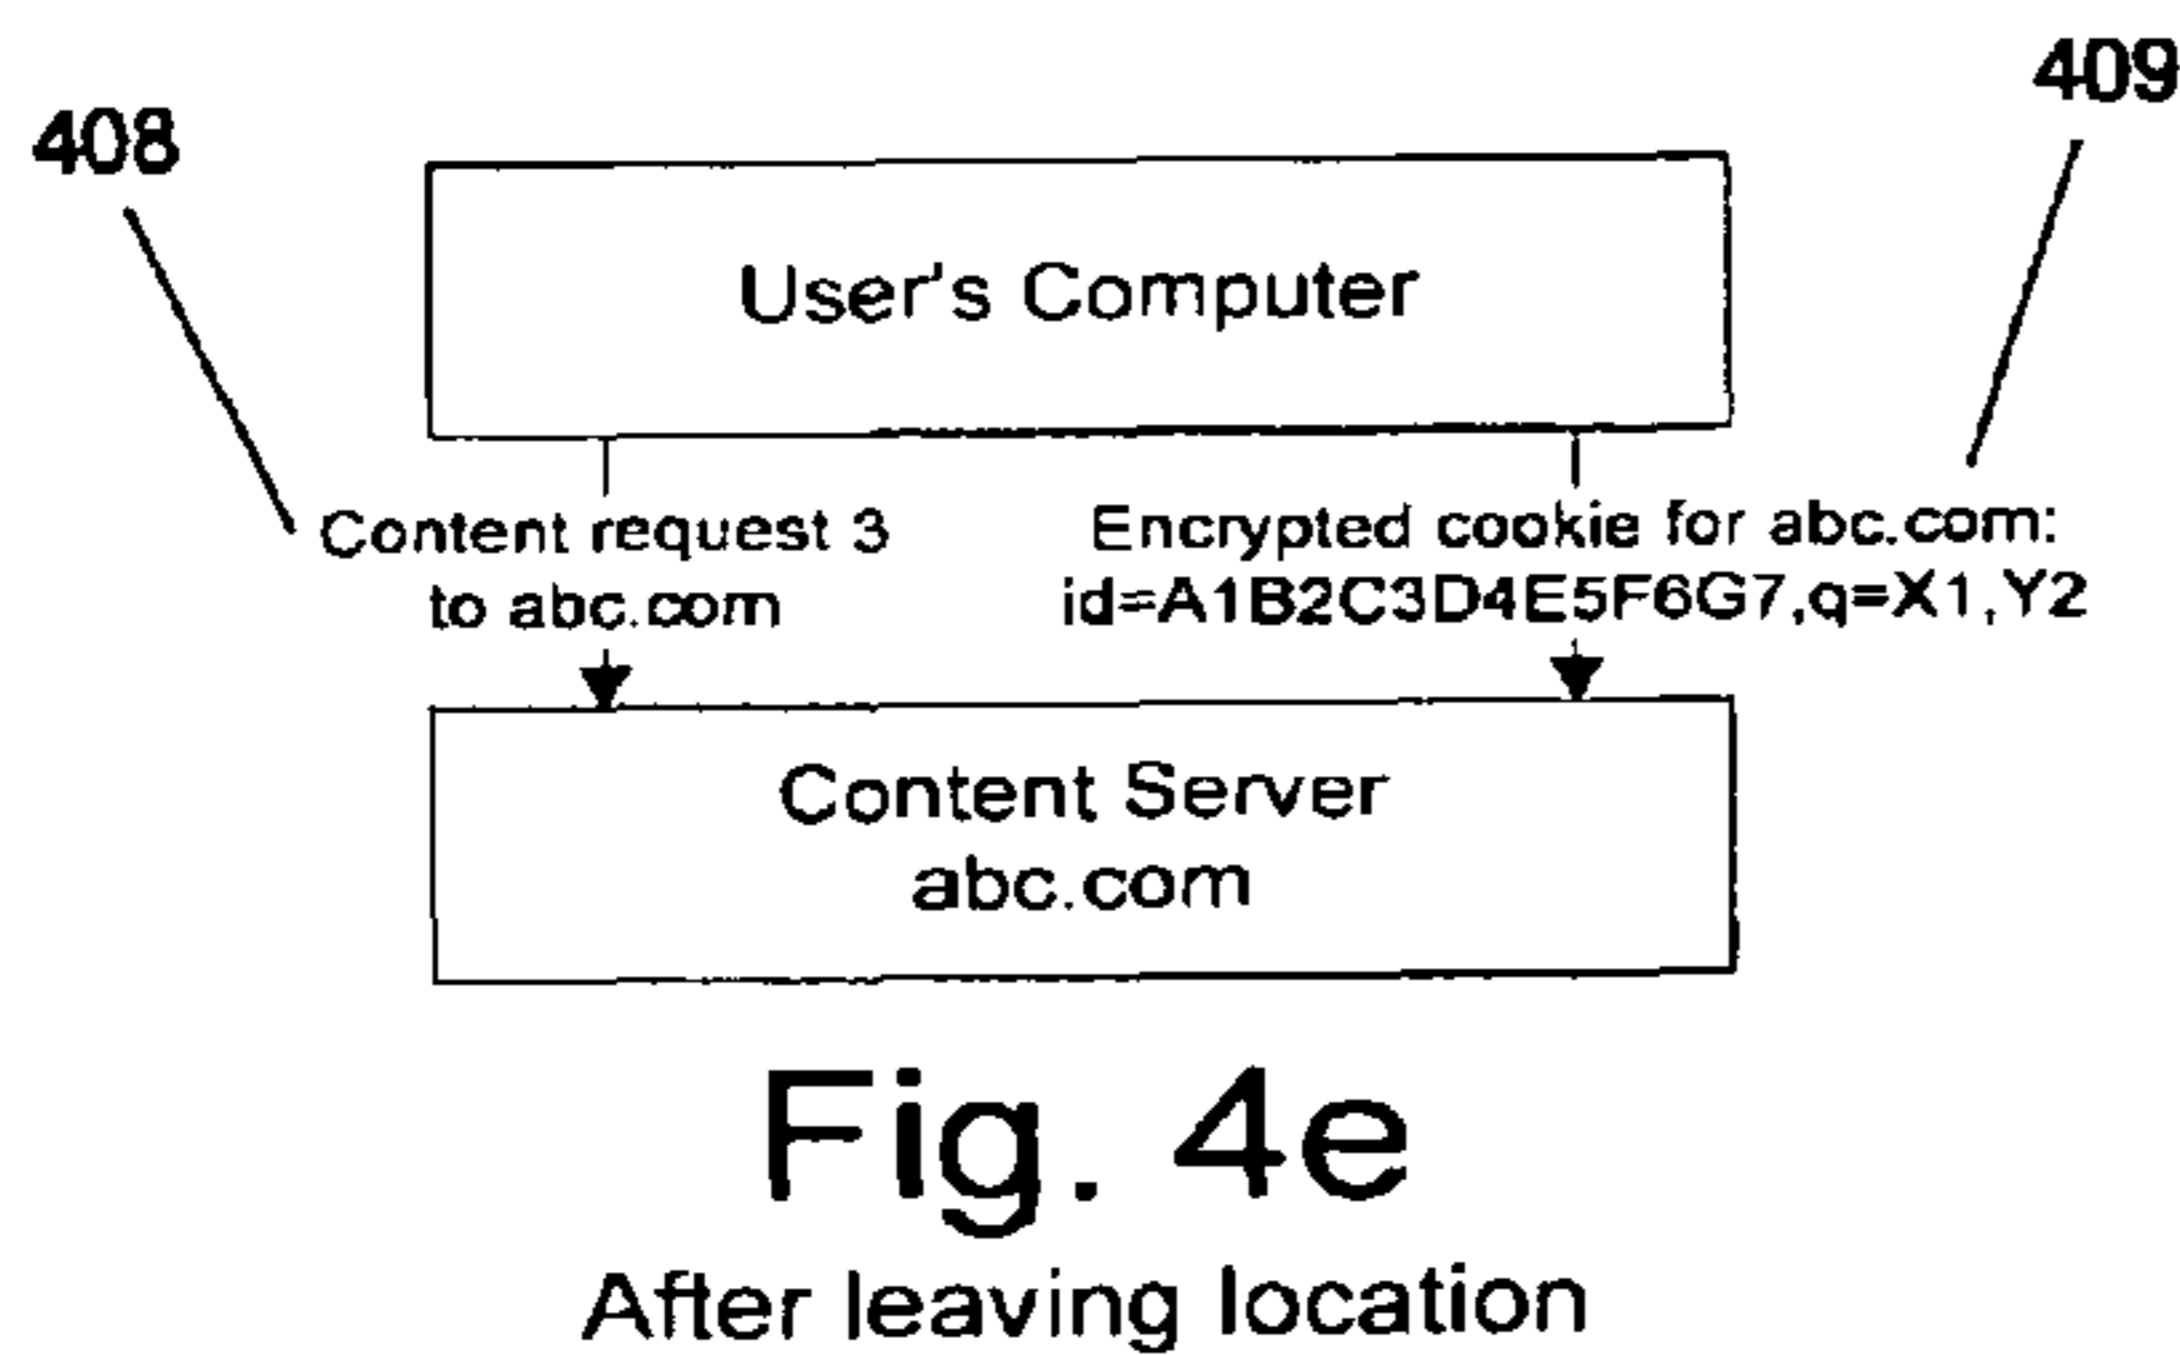 408
409
User's Computer
Content request 3
to abc.com
Encrypted cookie for abc.com:
id=A1B2C3D4E5F6G7,q=X1,Y2
Content Server
abc.com
Fig. 4e
After leaving location